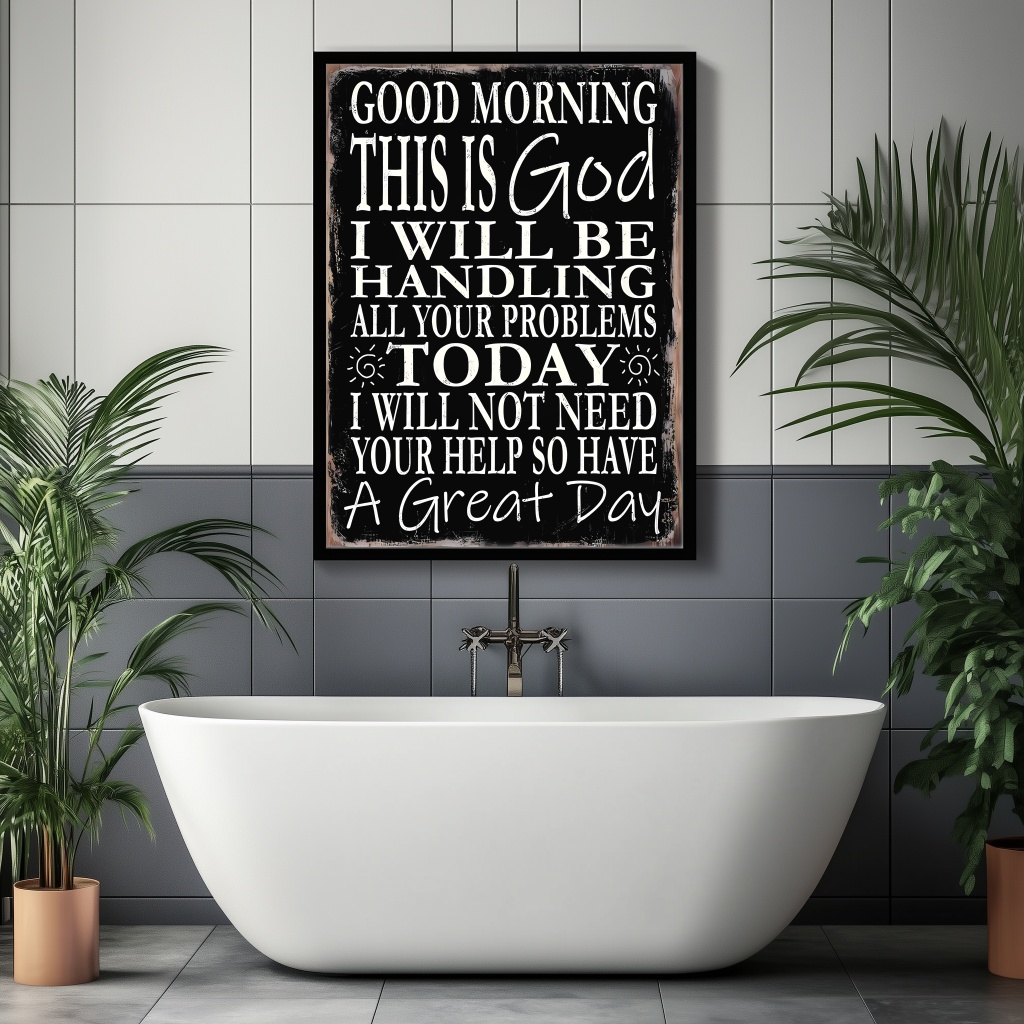 GOOD MORNING
THIS IS God
I WILL BE
HANDLING
ALL YOUR PROBLEMS
TODAY
I WILL NOT NEED
YOUR HELP SO HAVE
A Great Day